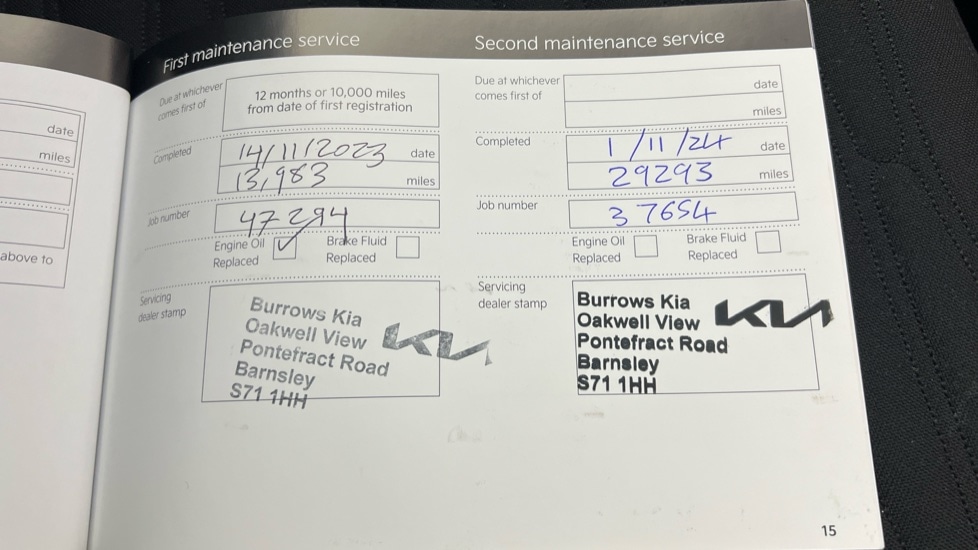 date
miles
above to
First maintenance service
Due at whichever
comes first of
12 months or 10,000 miles
from date of first registration
Completed
14/11/2023 date
13,983 miles
Job number
47294
Engine Oil
Replaced
Brake Fluid
Replaced
Servicing
dealer stamp
Burrows Kia
Oakwell View
Pontefract Road
Barnsley
S71 1HH
KIA
Second maintenance service
Due at whichever
comes first of
date
miles
Completed
1/11/24 date
29293 miles
Job number
37654
Engine Oil
Replaced
Brake Fluid
Replaced
Servicing
dealer stamp
Burrows Kia
Oakwell View
Pontefract Road
Barnsley
S71 1HH
KIA
15